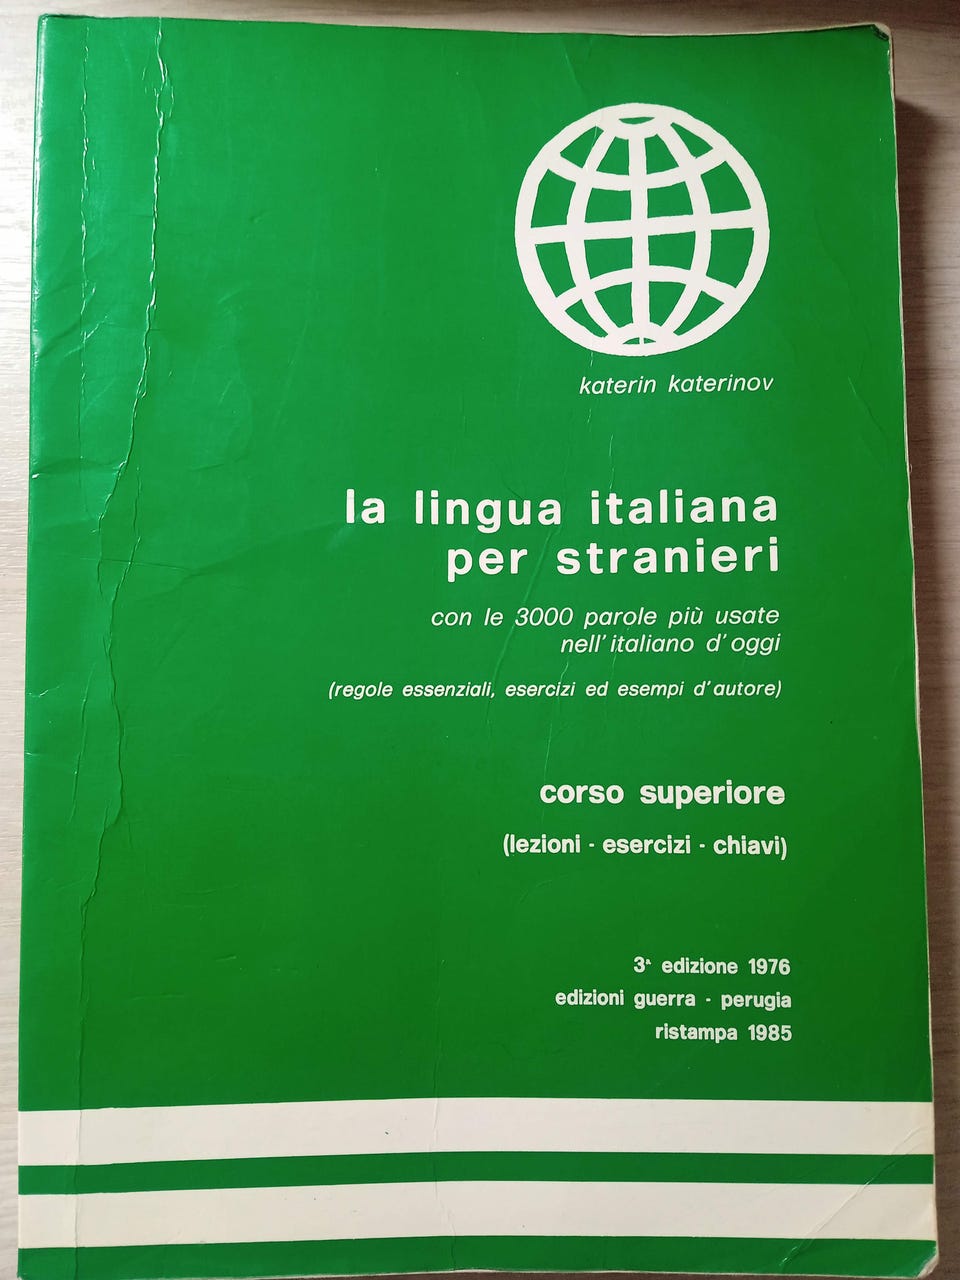 katerin katerinov
la lingua italiana
per stranieri
con le 3000 parole più usate
nell'italiano d'oggi
(regole essenziali, esercizi ed esempi d'autore)
corso superiore
(lezioni - esercizi - chiavi)
3ᴬ edizione 1976
edizioni guerra - perugia
ristampa 1985